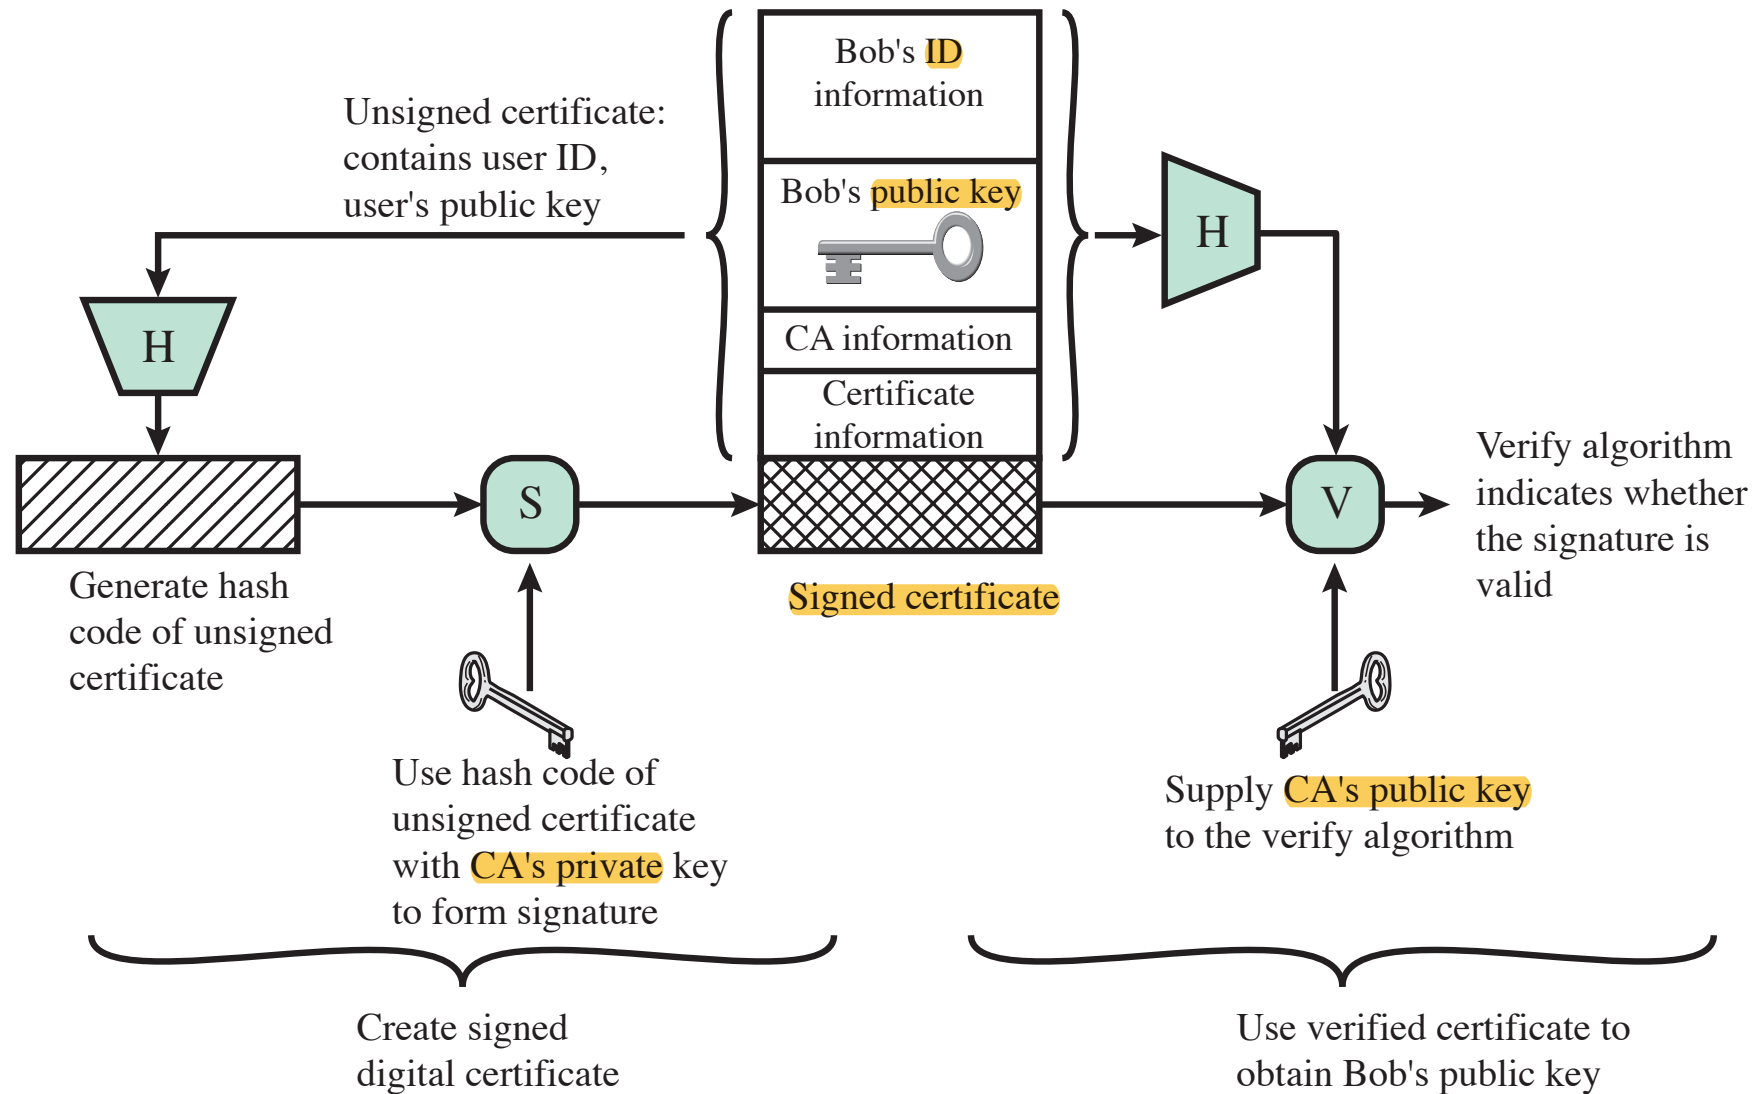 Bob's ID
information
Unsigned certificate:
contains user ID,
user's public key
Bob's public key
H
H
CA information
Certificate
information
S
V
Verify algorithm
indicates whether
the signature is
valid
Generate hash
code of unsigned
certificate
Signed certificate
Use hash code of
unsigned certificate
with CA's private key
to form signature
Supply CA's public key
to the verify algorithm
Create signed
digital certificate
Use verified certificate to
obtain Bob's public key